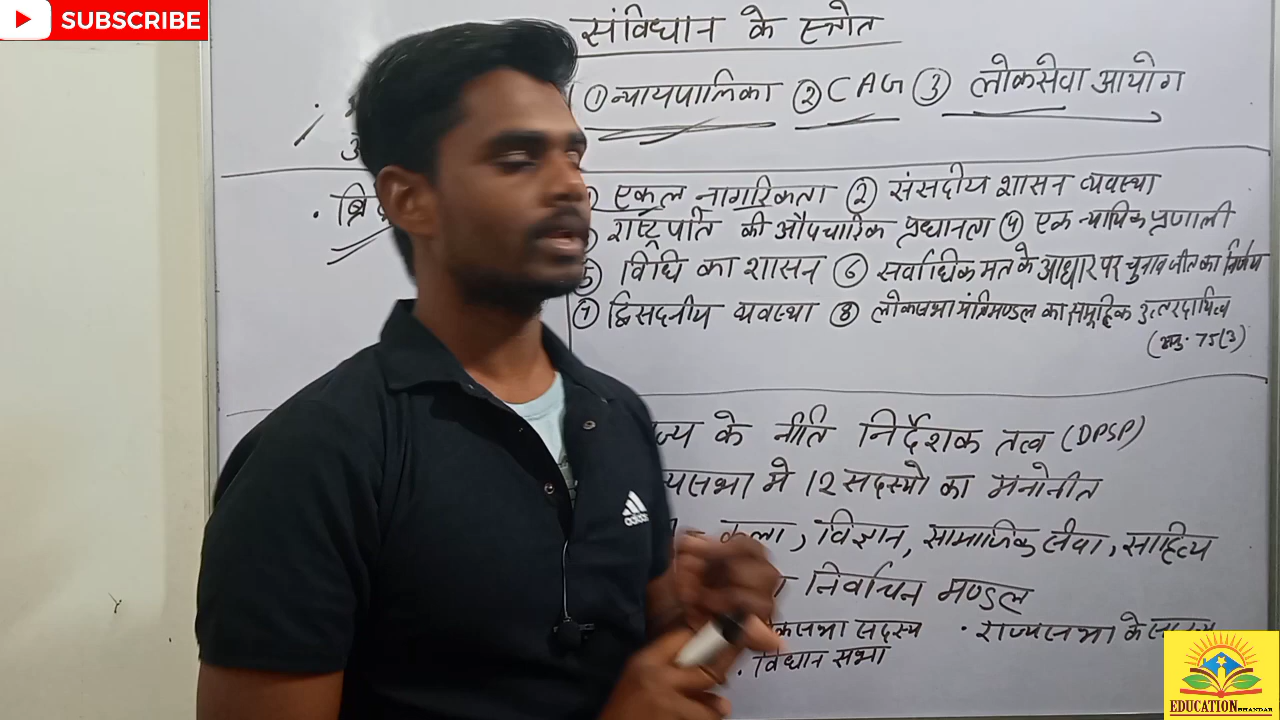 SUBSCRIBE
संविधान के स्त्रोत
① न्यायपालिका ② CAG ③ लोकसेवा आयोग
एकल नागरिकता ② संसदीय शासन व्यवस्था
राष्ट्रपति की औपचारिक प्रधानता ④ एक न्यायिक प्रणाली
⑤ विधि का शासन ⑥ सर्वाधिक मत के आधार पर चुनाव जीत का निर्णय
⑦ द्विसदनीय व्यवस्था ⑧ लोकसभा मंत्रिमण्डल का सामूहिक उत्तरदायित्व
(अनु. 75(3)
के नीति निर्देशक तत्व (DPSP)
मे 12 सदस्यो का मनोनीत
कला, विज्ञान, सामाजिक सेवा, साहित्य
निर्वाचन मण्डल
सदस्य • राज्यसभा के सदस्य
. विधान सभा
adidas
EDUCATION BHANDAR